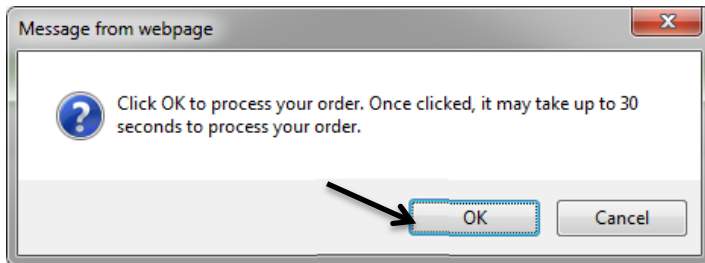 Message from webpage
Click OK to process your order. Once clicked, it may take up to 30
seconds to process your order.
OK
Cancel